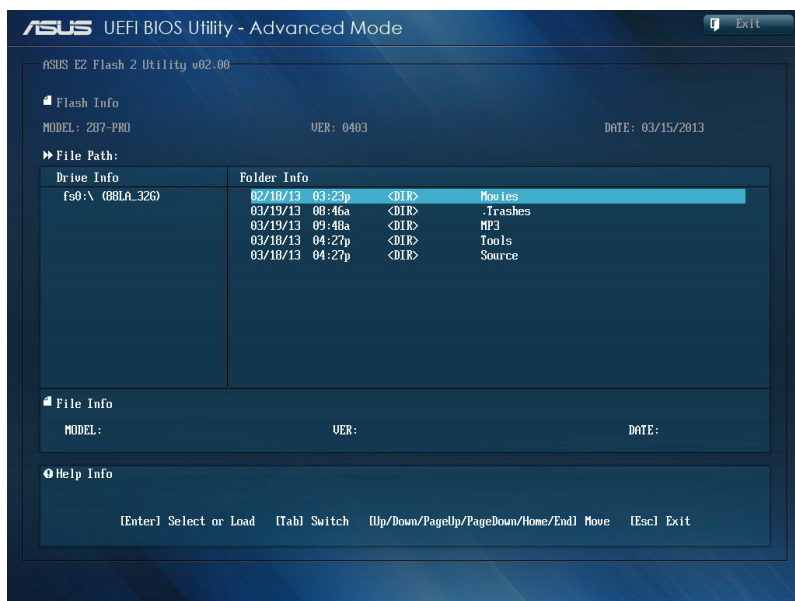 ASUS UEFI BIOS Utility - Advanced Mode Exit
ASUS EZ Flash 2 Utility v02.00
Flash Info
MODEL: Z87-PRO VER: 0403 DATE: 03/15/2013
File Path:
Drive Info Folder Info
fs0:\ (88LA_32G) 02/18/13 03:23p <DIR> Movies
03/19/13 08:46a <DIR> .Trashes
03/19/13 09:48a <DIR> MP3
03/18/13 04:27p <DIR> Tools
03/18/13 04:27p <DIR> Source
File Info
MODEL: VER: DATE:
Help Info
[Enter] Select or Load [Tab] Switch [Up/Down/PageUp/PageDown/Home/End] Move [Esc] Exit